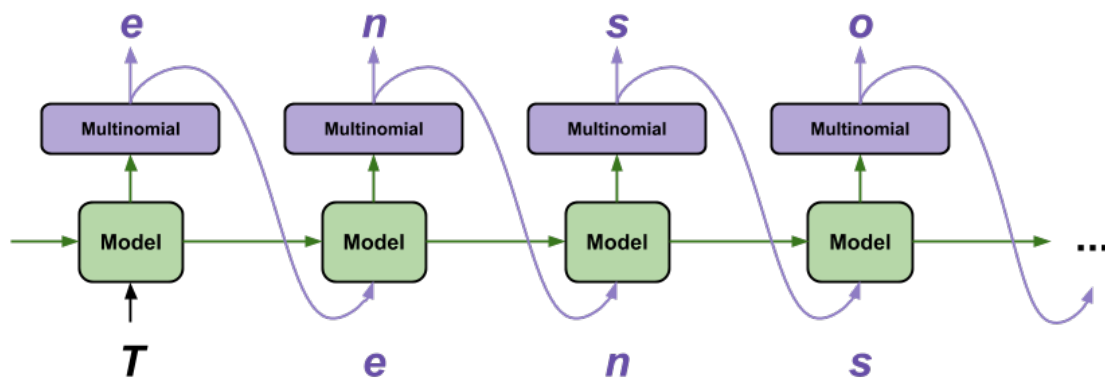 e n s o
Multinomial Multinomial Multinomial Multinomial
Model Model Model Model ...
T e n s